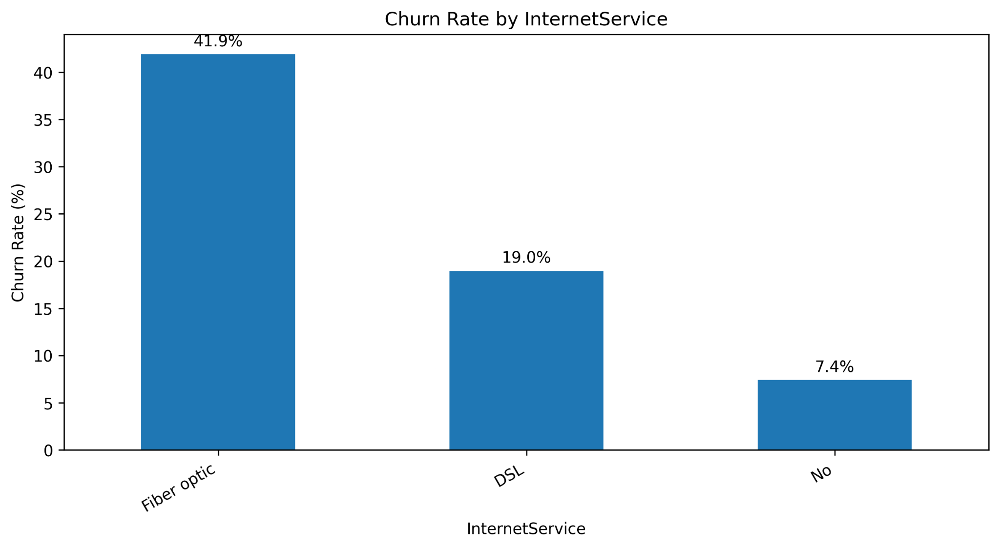 Churn Rate by InternetService
41.9%
40
35
30
25
20
15
10
5
0
Churn Rate (%)
19.0%
7.4%
Fiber optic
DSL
No
InternetService